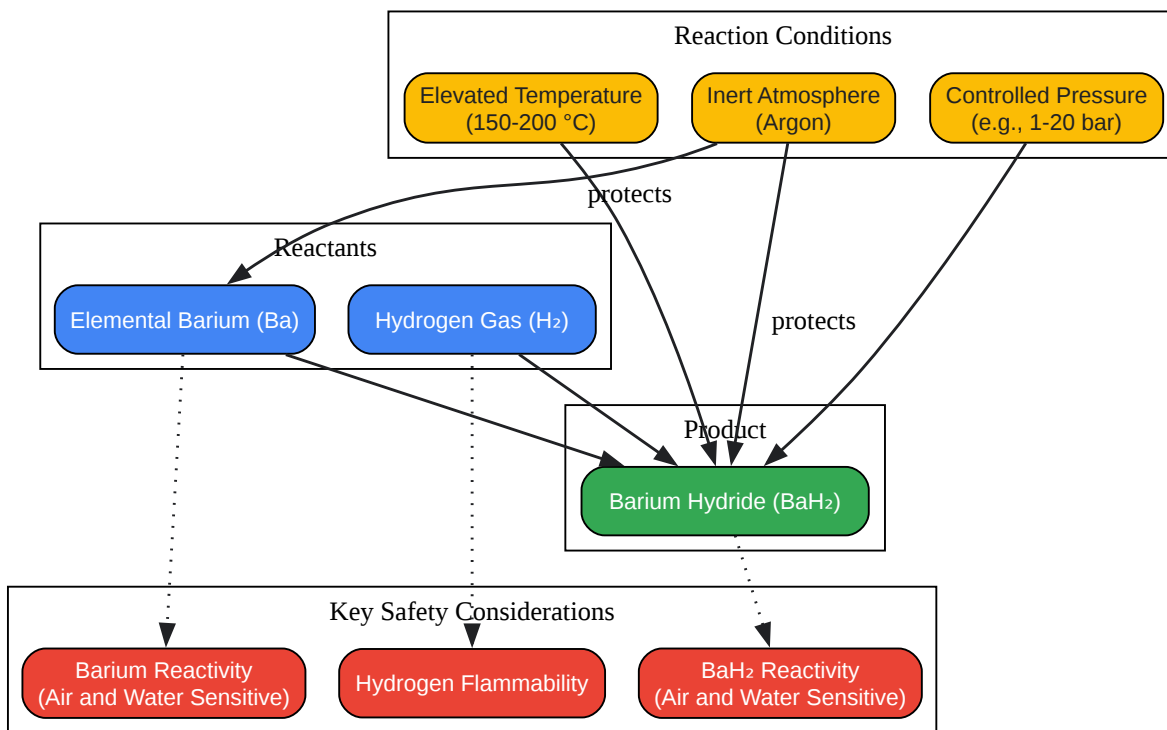 Reaction Conditions
Elevated Temperature
(150-200 °C)
Inert Atmosphere
(Argon)
Controlled Pressure
(e.g., 1-20 bar)
protects
Reactants
Elemental Barium (Ba)
Hydrogen Gas (H₂)
protects
Product
Barium Hydride (BaH₂)
Key Safety Considerations
Barium Reactivity
(Air and Water Sensitive)
Hydrogen Flammability
BaH₂ Reactivity
(Air and Water Sensitive)